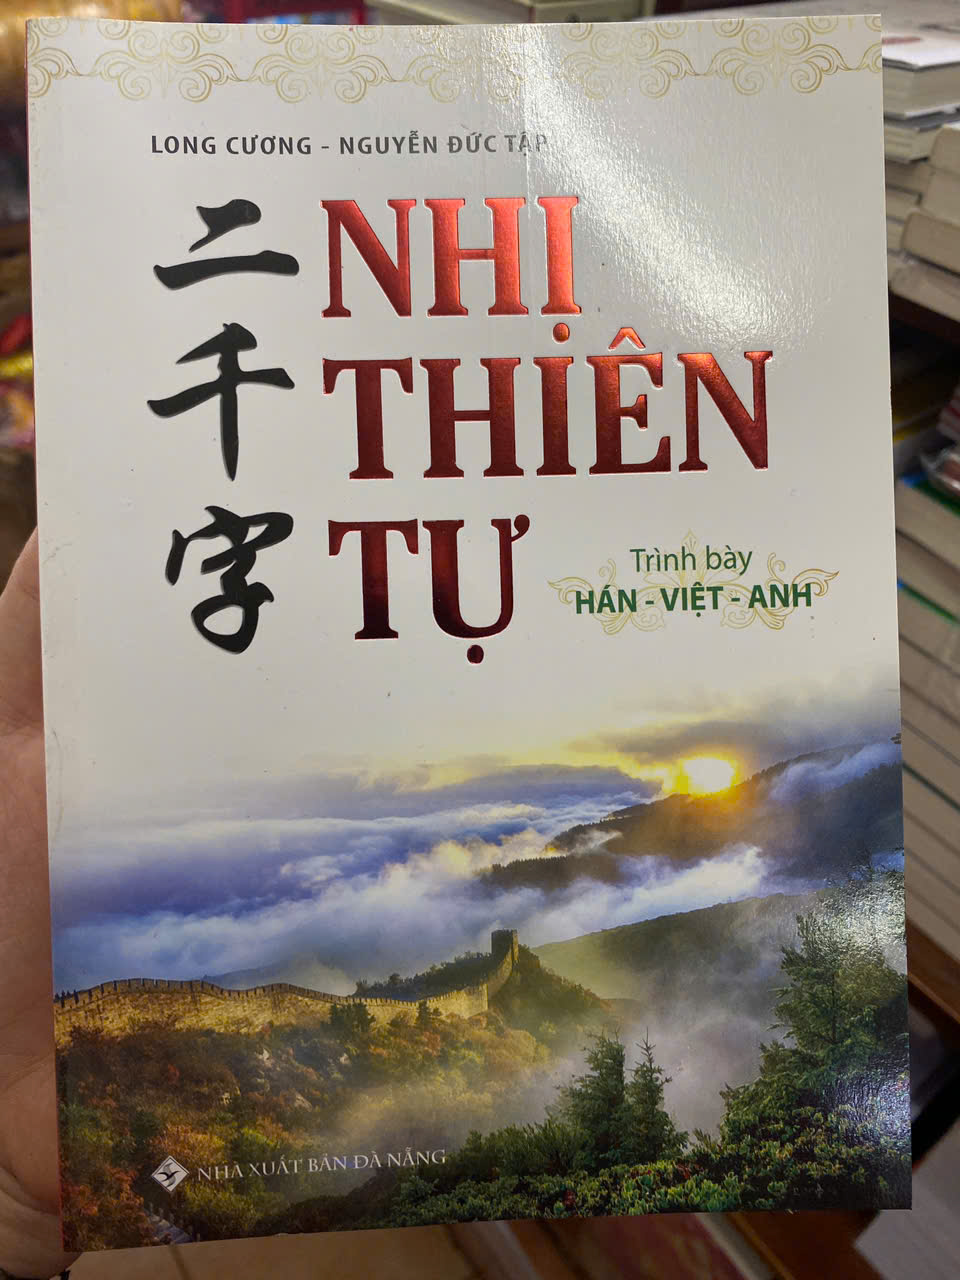 LONG CƯƠNG - NGUYỄN ĐỨC TẬP
二千字
NHỊ
THIÊN
TỰ
Trình bày
HÁN - VIỆT - ANH
NHÀ XUẤT BẢN ĐÀ NẴNG